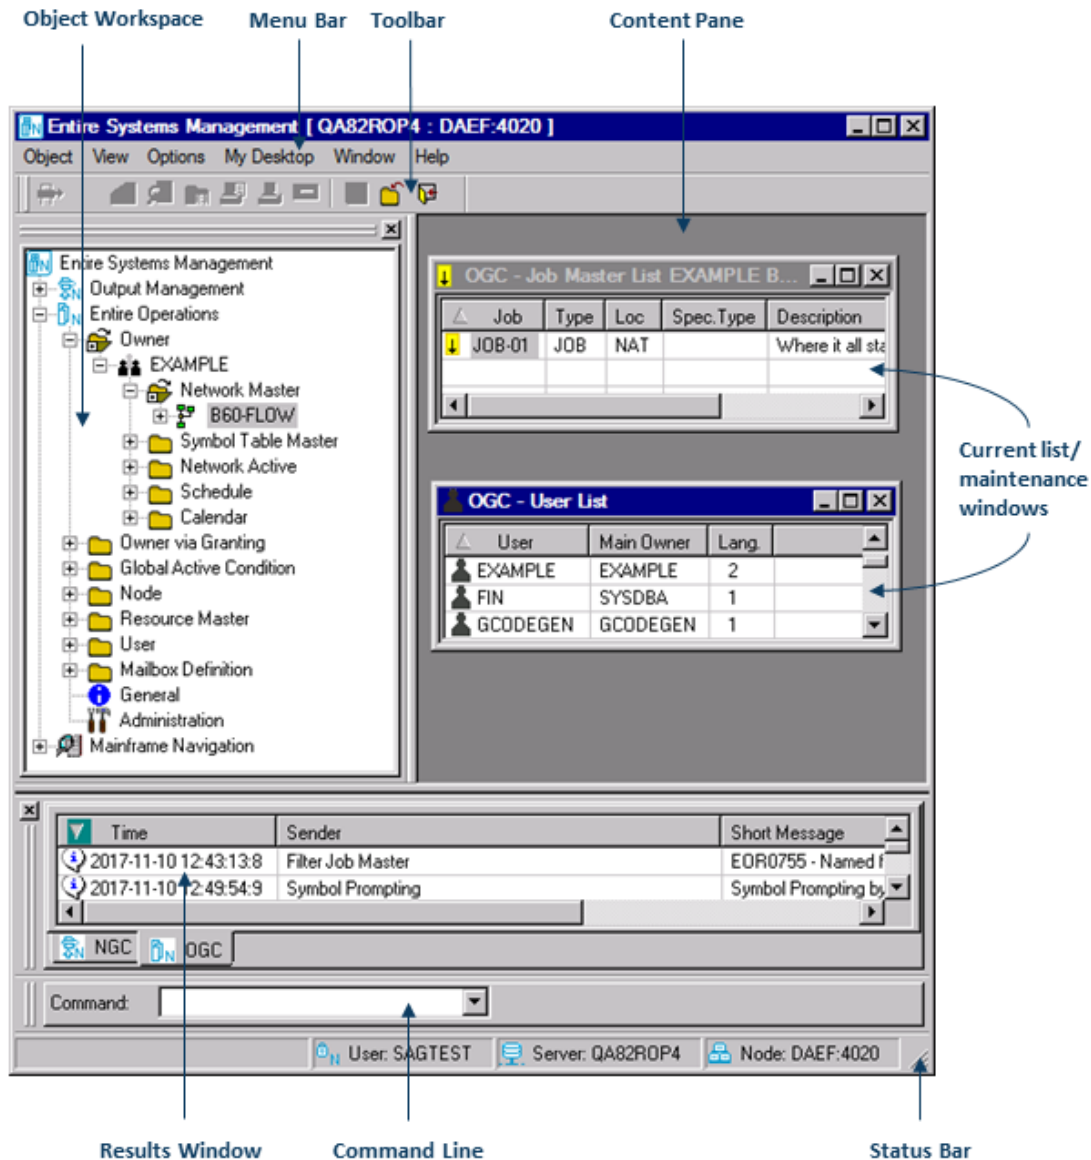 Object Workspace Menu Bar Toolbar Content Pane
Entire Systems Management [ QA82ROP4 : DAEF:4020 ]
Object View Options My Desktop Window Help
Entire Systems Management
Output Management
Entire Operations
Owner
EXAMPLE
Network Master
B60-FLOW
Symbol Table Master
Network Active
Schedule
Calendar
Owner via Granting
Global Active Condition
Node
Resource Master
User
Mailbox Definition
General
Administration
Mainframe Navigation
OGC - Job Master List EXAMPLE B...
Job Type Loc Spec.Type Description
JOB-01 JOB NAT Where it all sta
OGC - User List
User Main Owner Lang.
EXAMPLE EXAMPLE 2
FIN SYSDBA 1
GCODEGEN GCODEGEN 1
Current list/
maintenance
windows
Time Sender Short Message
2017-11-10 12:43:13:8 Filter Job Master EOR0755 - Named f
2017-11-10 12:49:54:9 Symbol Prompting Symbol Prompting by
NGC OGC
Command:
User: SAGTEST Server: QA82ROP4 Node: DAEF:4020
Results Window Command Line Status Bar